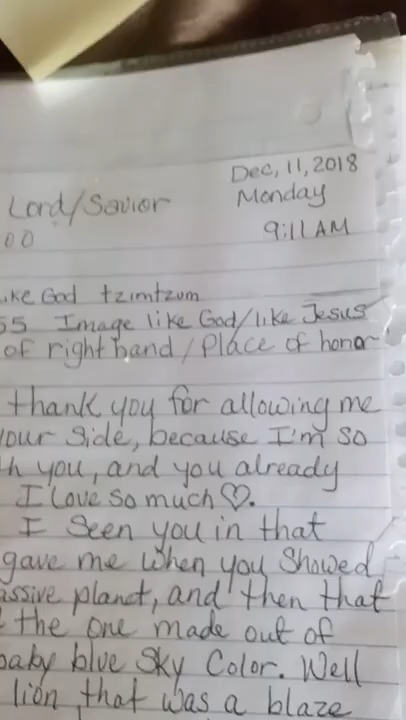 Dec, 11, 2018
Lord/Savior Monday
00 9:11 AM
ike God tzimtzum
55 Image like God/like Jesus
of right hand / Place of honor
thank you for allowing me
your side, because I'm so
h you, and you already
I love so much ♡.
I seen you in that
gave me when you showed
assive planet, and then that
the one made out of
baby blue sky color. Well
lion that was a blaze